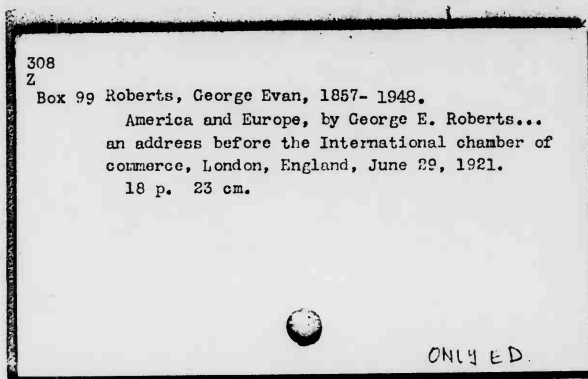 308
Z
Box 99 Roberts, George Evan, 1857- 1948.
America and Europe, by George E. Roberts...
an address before the International chamber of
commerce, London, England, June 29, 1921.
18 p. 23 cm.
ONLY ED.